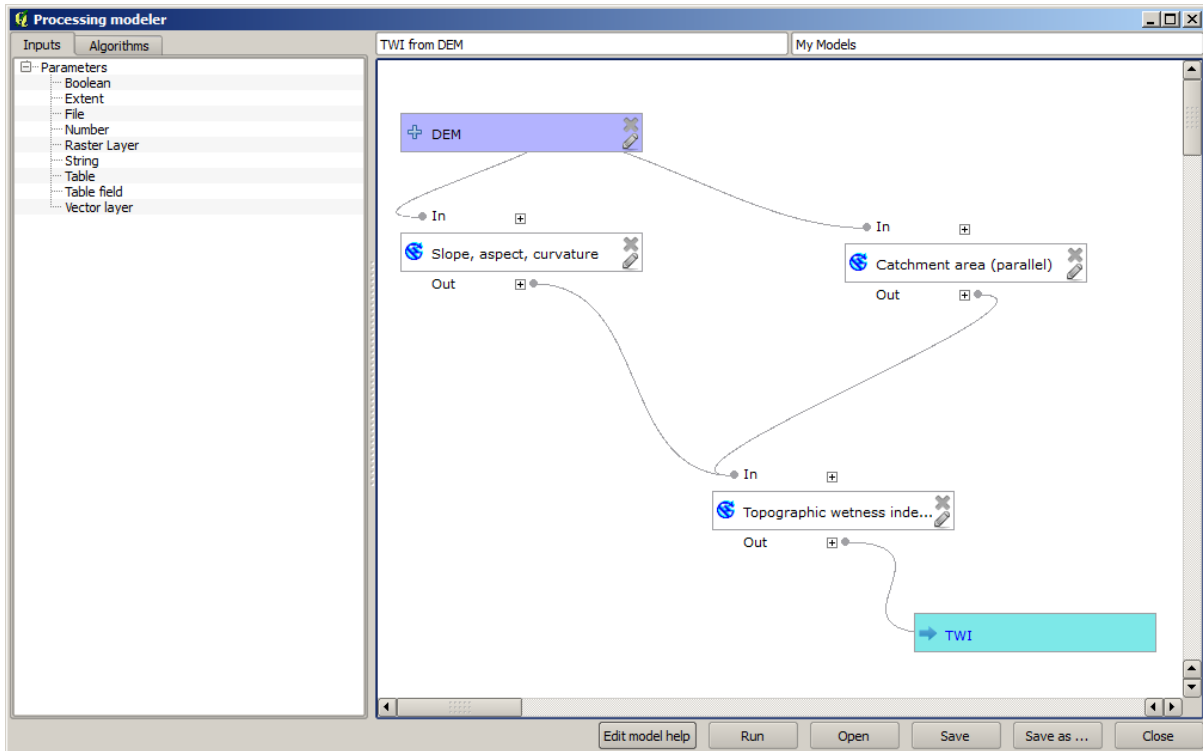 Processing modeler
Inputs
Algorithms
TWI from DEM
My Models
Parameters
Boolean
Extent
File
Number
Raster Layer
String
Table
Table field
Vector layer
DEM
In
Slope, aspect, curvature
Out
In
Catchment area (parallel)
Out
In
Topographic wetness inde...
Out
TWI
Edit model help
Run
Open
Save
Save as ...
Close